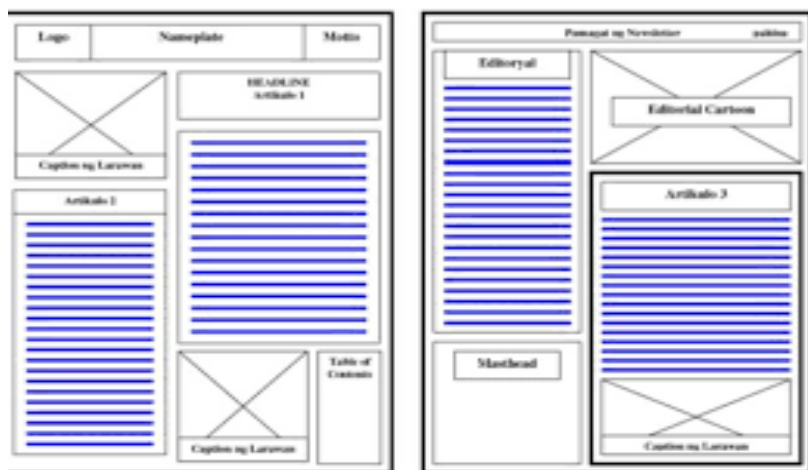 Logo
Nameplate
Motto
HEADLINE
Artikulo 1
Caption ng Larawan
Artikulo 2
Caption ng Larawan
Table of
Contents
Pamagat ng Newsletter
Editoryal
Editorial Cartoon
Artikulo 3
Masthead
Caption ng Larawan